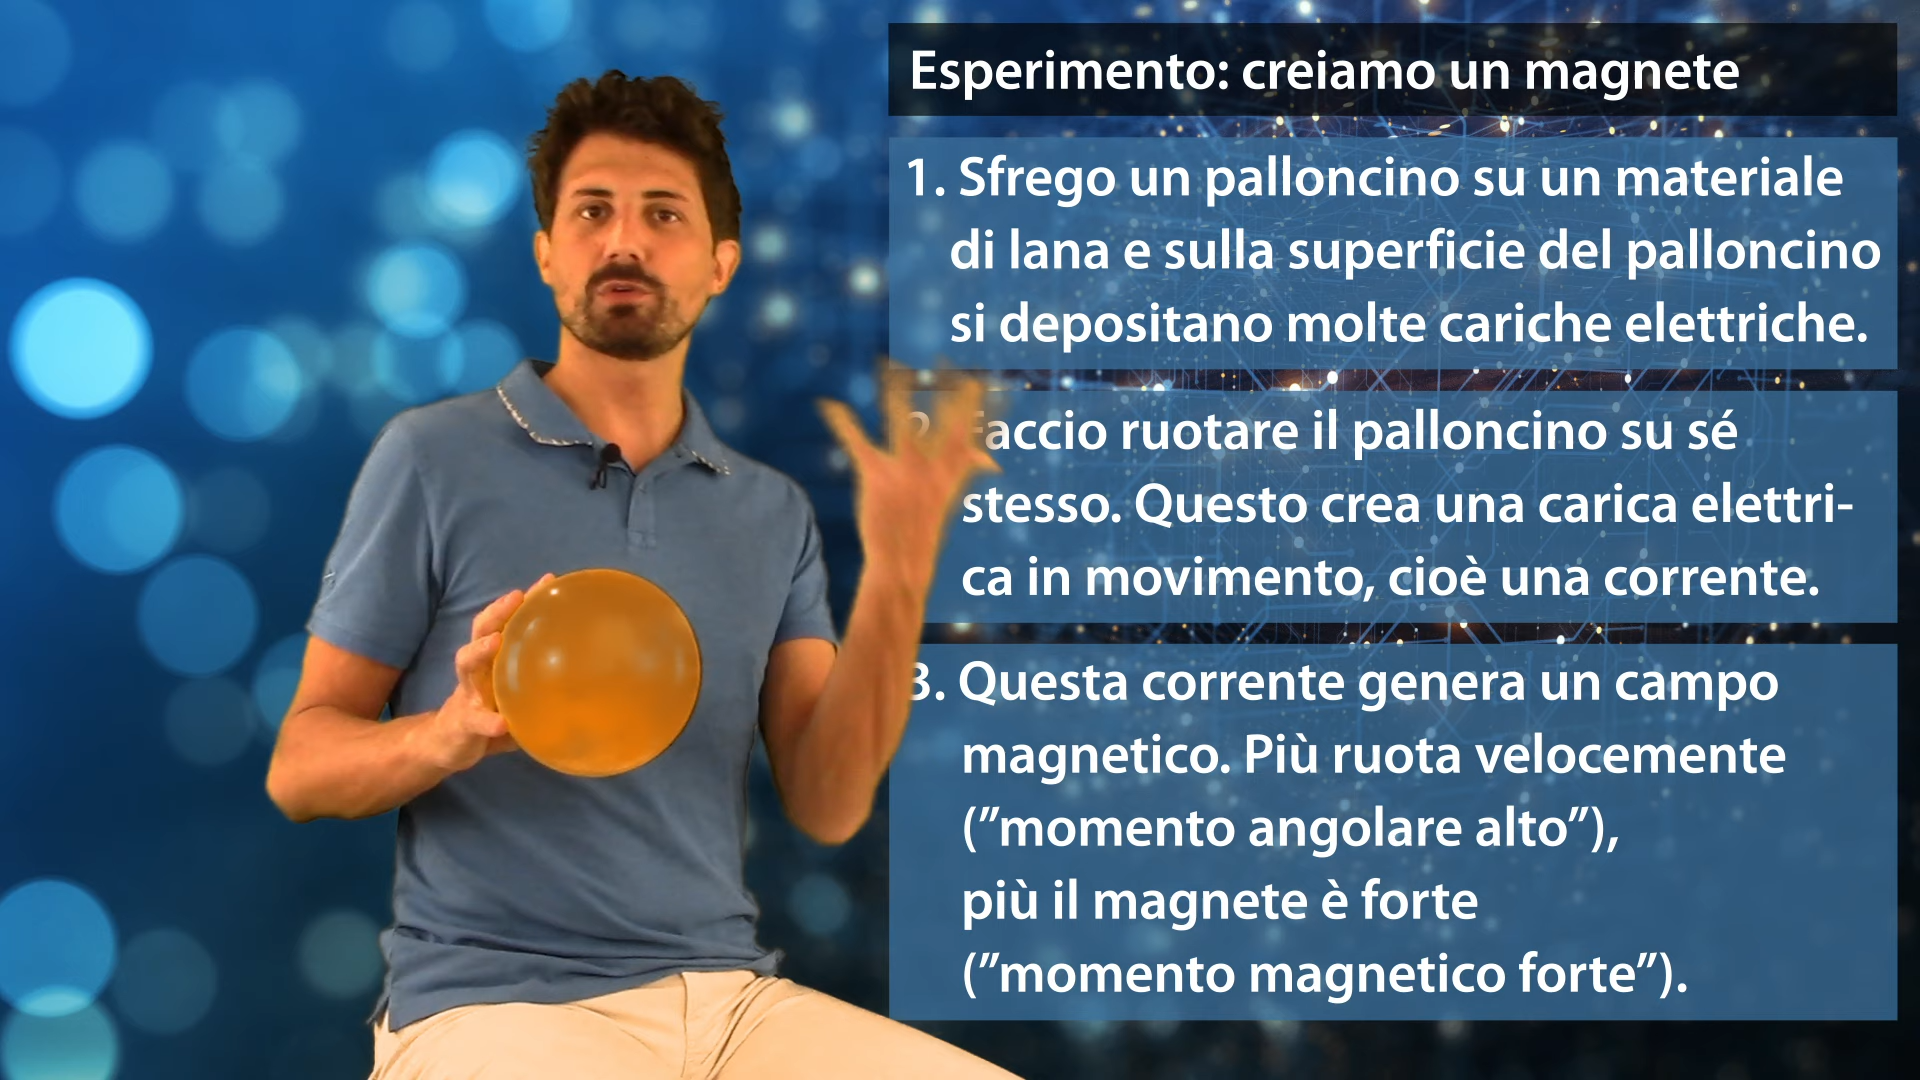 Esperimento: creiamo un magnete
1. Sfrego un palloncino su un materiale
di lana e sulla superficie del palloncino
si depositano molte cariche elettriche.
2. Faccio ruotare il palloncino su sé
stesso. Questo crea una carica elettri-
ca in movimento, cioè una corrente.
3. Questa corrente genera un campo
magnetico. Più ruota velocemente
(”momento angolare alto”),
più il magnete è forte
(”momento magnetico forte”).